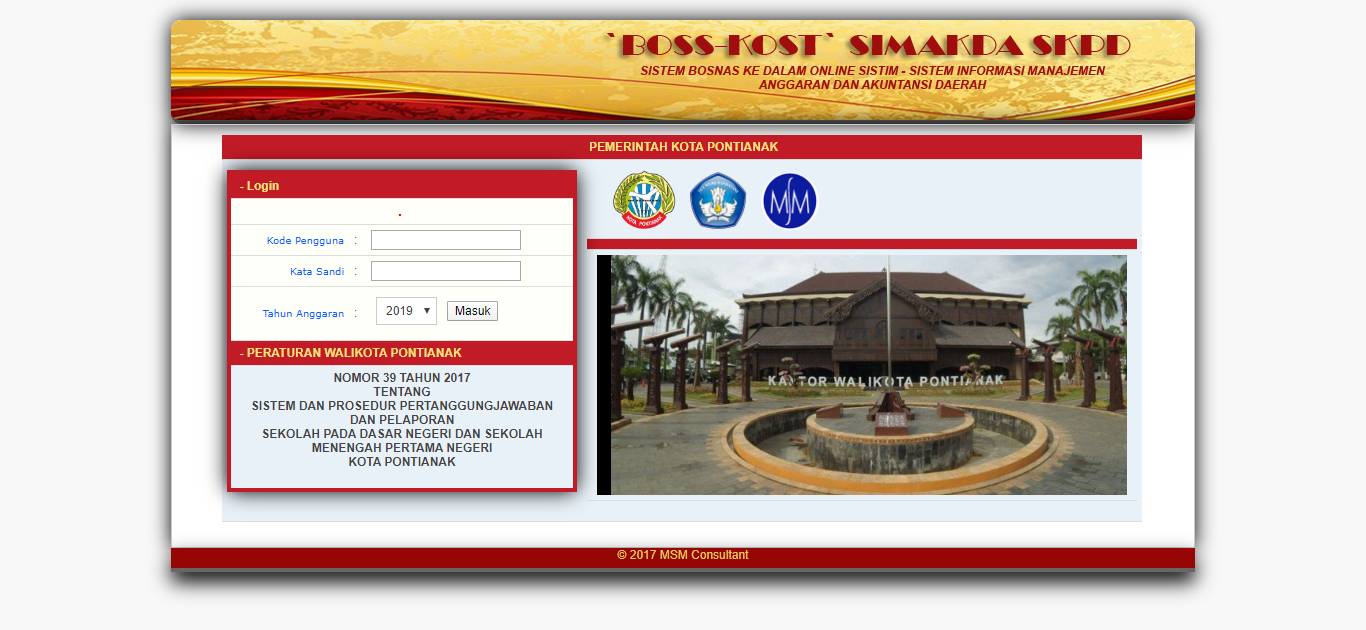 `BOSS-KOST` SIMAKDA SKPD
SISTEM BOSNAS KE DALAM ONLINE SISTIM - SISTEM INFORMASI MANAJEMEN
ANGGARAN DAN AKUNTANSI DAERAH
PEMERINTAH KOTA PONTIANAK
- Login
.
Kode Pengguna :
Kata Sandi :
Tahun Anggaran : 2019 Masuk
- PERATURAN WALIKOTA PONTIANAK
NOMOR 39 TAHUN 2017
TENTANG
SISTEM DAN PROSEDUR PERTANGGUNGJAWABAN
DAN PELAPORAN
SEKOLAH PADA DASAR NEGERI DAN SEKOLAH
MENENGAH PERTAMA NEGERI
KOTA PONTIANAK
KOTA PONTIANAK
MSM
KANTOR WALIKOTA PONTIANAK
© 2017 MSM Consultant